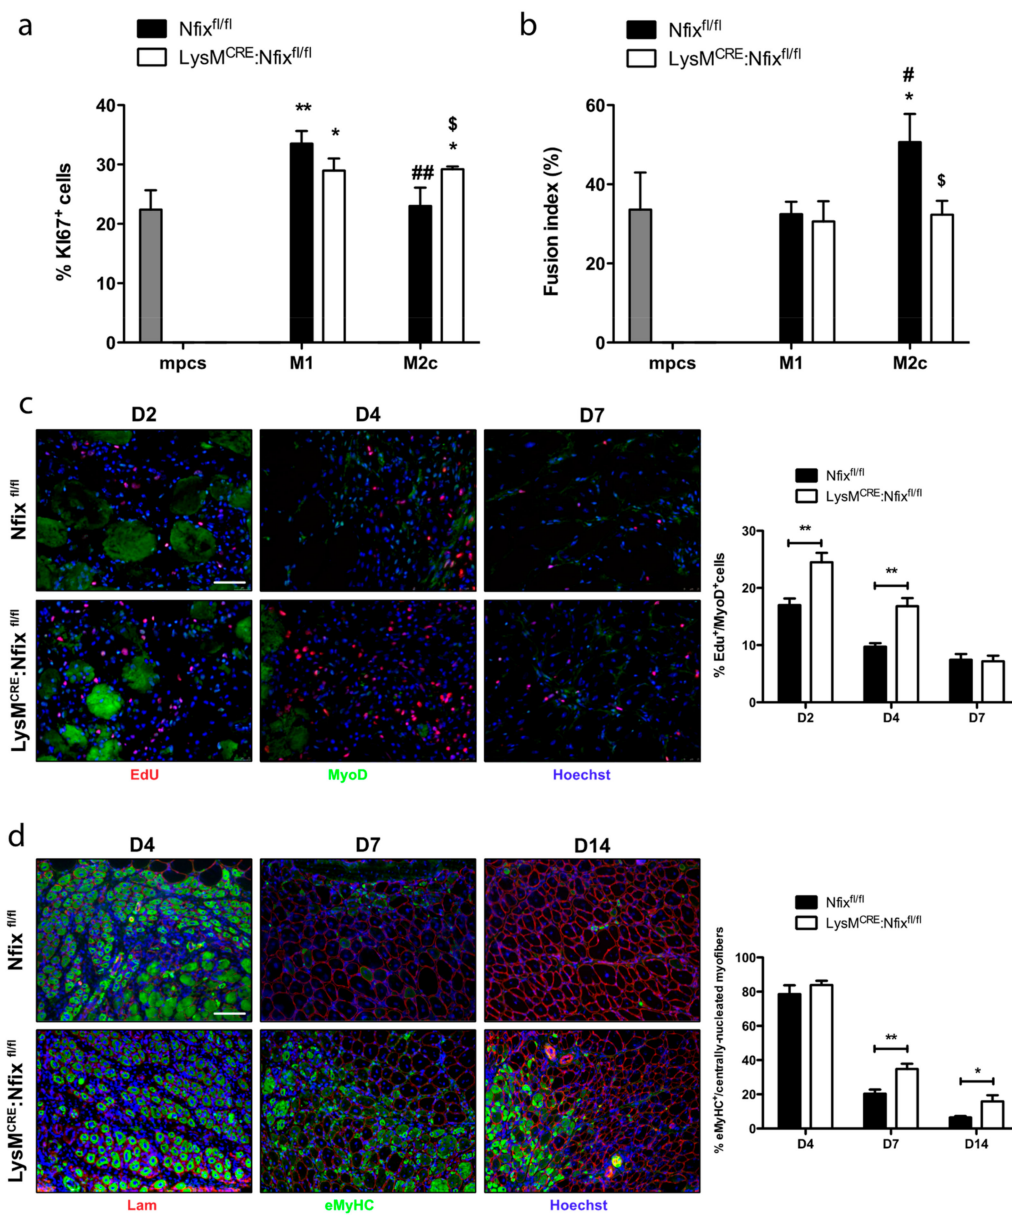 a
Nfix^fl/fl
LysM^CRE:Nfix^fl/fl
% KI67⁺ cells
40
30
20
10
0
**
*
##
$
*
mpcs M1 M2c
b
Nfix^fl/fl
LysM^CRE:Nfix^fl/fl
Fusion index (%)
60
40
20
0
#
*
$
mpcs M1 M2c
c
D2 D4 D7
Nfix^fl/fl
LysM^CRE:Nfix^fl/fl
EdU MyoD Hoechst
Nfix^fl/fl
LysM^CRE:Nfix^fl/fl
% Edu⁺/MyoD⁺cells
30
20
10
0
**
**
D2 D4 D7
d
D4 D7 D14
Nfix^fl/fl
LysM^CRE:Nfix^fl/fl
Lam eMyHC Hoechst
Nfix^fl/fl
LysM^CRE:Nfix^fl/fl
% eMyHC⁺/centrally-nucleated myofibers
100
80
60
40
20
0
**
*
D4 D7 D14